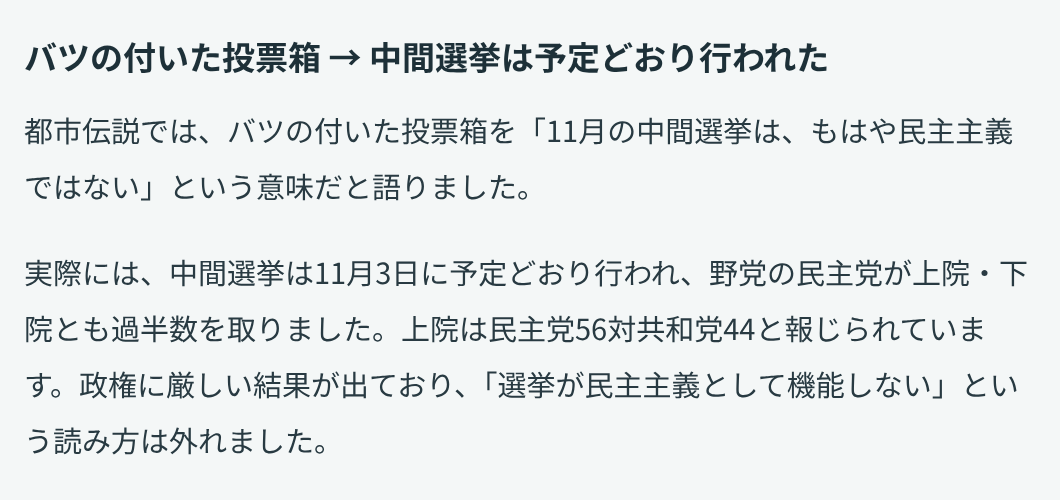 バツの付いた投票箱 → 中間選挙は予定どおり行われた
都市伝説では、バツの付いた投票箱を「11月の中間選挙は、もはや民主主義
ではない」という意味だと語りました。
実際には、中間選挙は11月3日に予定どおり行われ、野党の民主党が上院・下
院とも過半数を取りました。上院は民主党56対共和党44と報じられていま
す。政権に厳しい結果が出ており、「選挙が民主主義として機能しない」とい
う読み方は外れました。